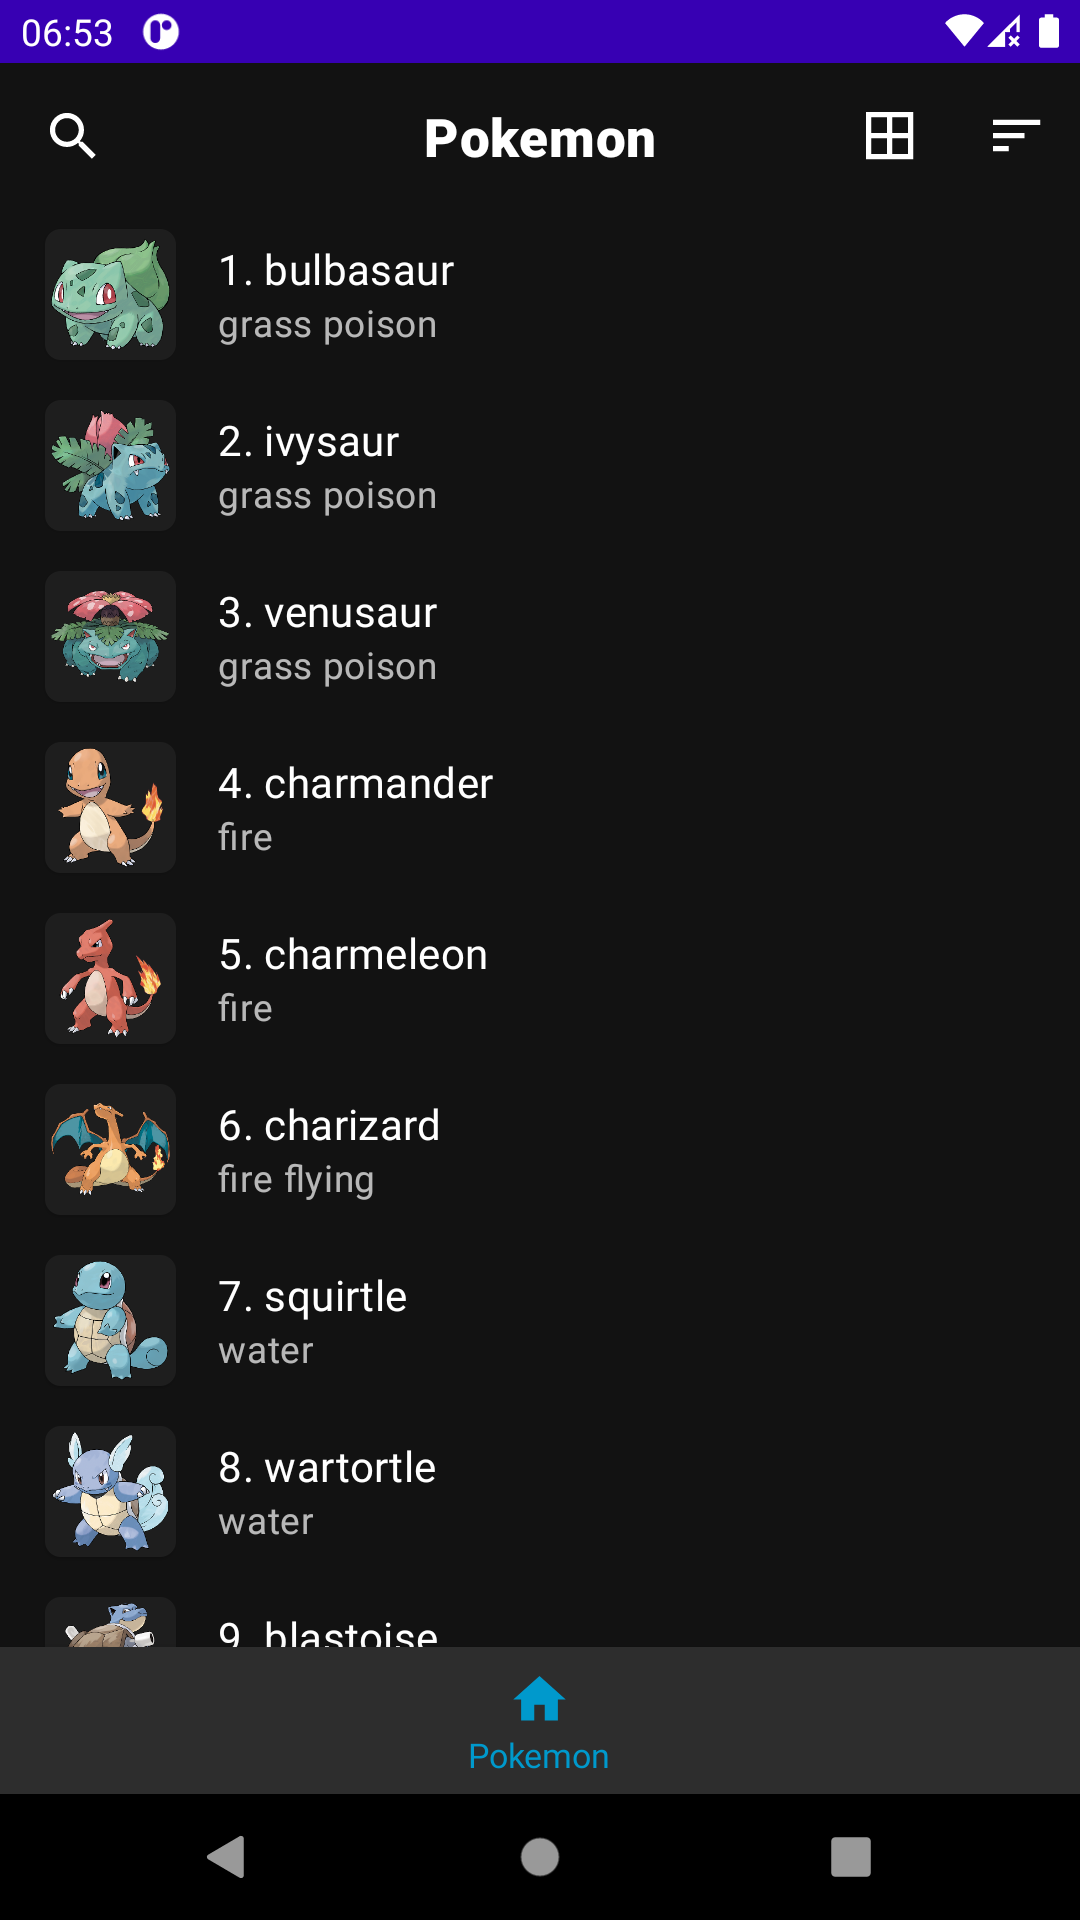 06:53
Pokemon
1. bulbasaur
grass poison
2. ivysaur
grass poison
3. venusaur
grass poison
4. charmander
fire
5. charmeleon
fire
6. charizard
fire flying
7. squirtle
water
8. wartortle
water
9. blastoise
Pokemon